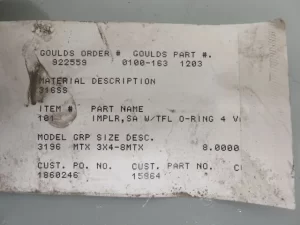 GOULDS ORDER # GOULDS PART #.
922559 0100-163 1203
MATERIAL DESCRIPTION
316SS
ITEM # PART NAME
101 IMPLR,SA W/TFL O-RING 4
MODEL GRP SIZE DESC.
3196 MTX 3X4-8MTX 8.0000
CUST. PO. NO. CUST. PART NO.
1860246 15864